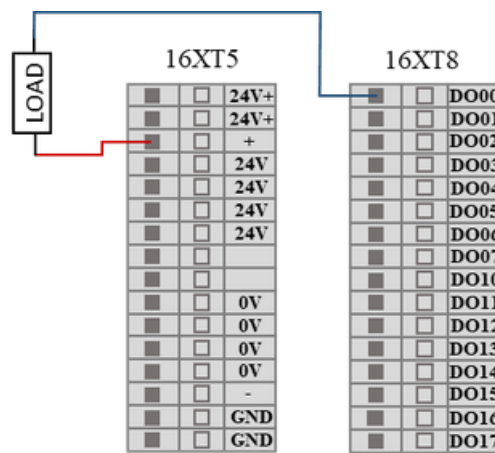 16XT5
16XT8
LOAD
24V+
24V+
+
24V
24V
24V
24V
0V
0V
0V
0V
-
GND
GND
DO00
DO01
DO02
DO03
DO04
DO05
DO06
DO07
DO10
DO11
DO12
DO13
DO14
DO15
DO16
DO17